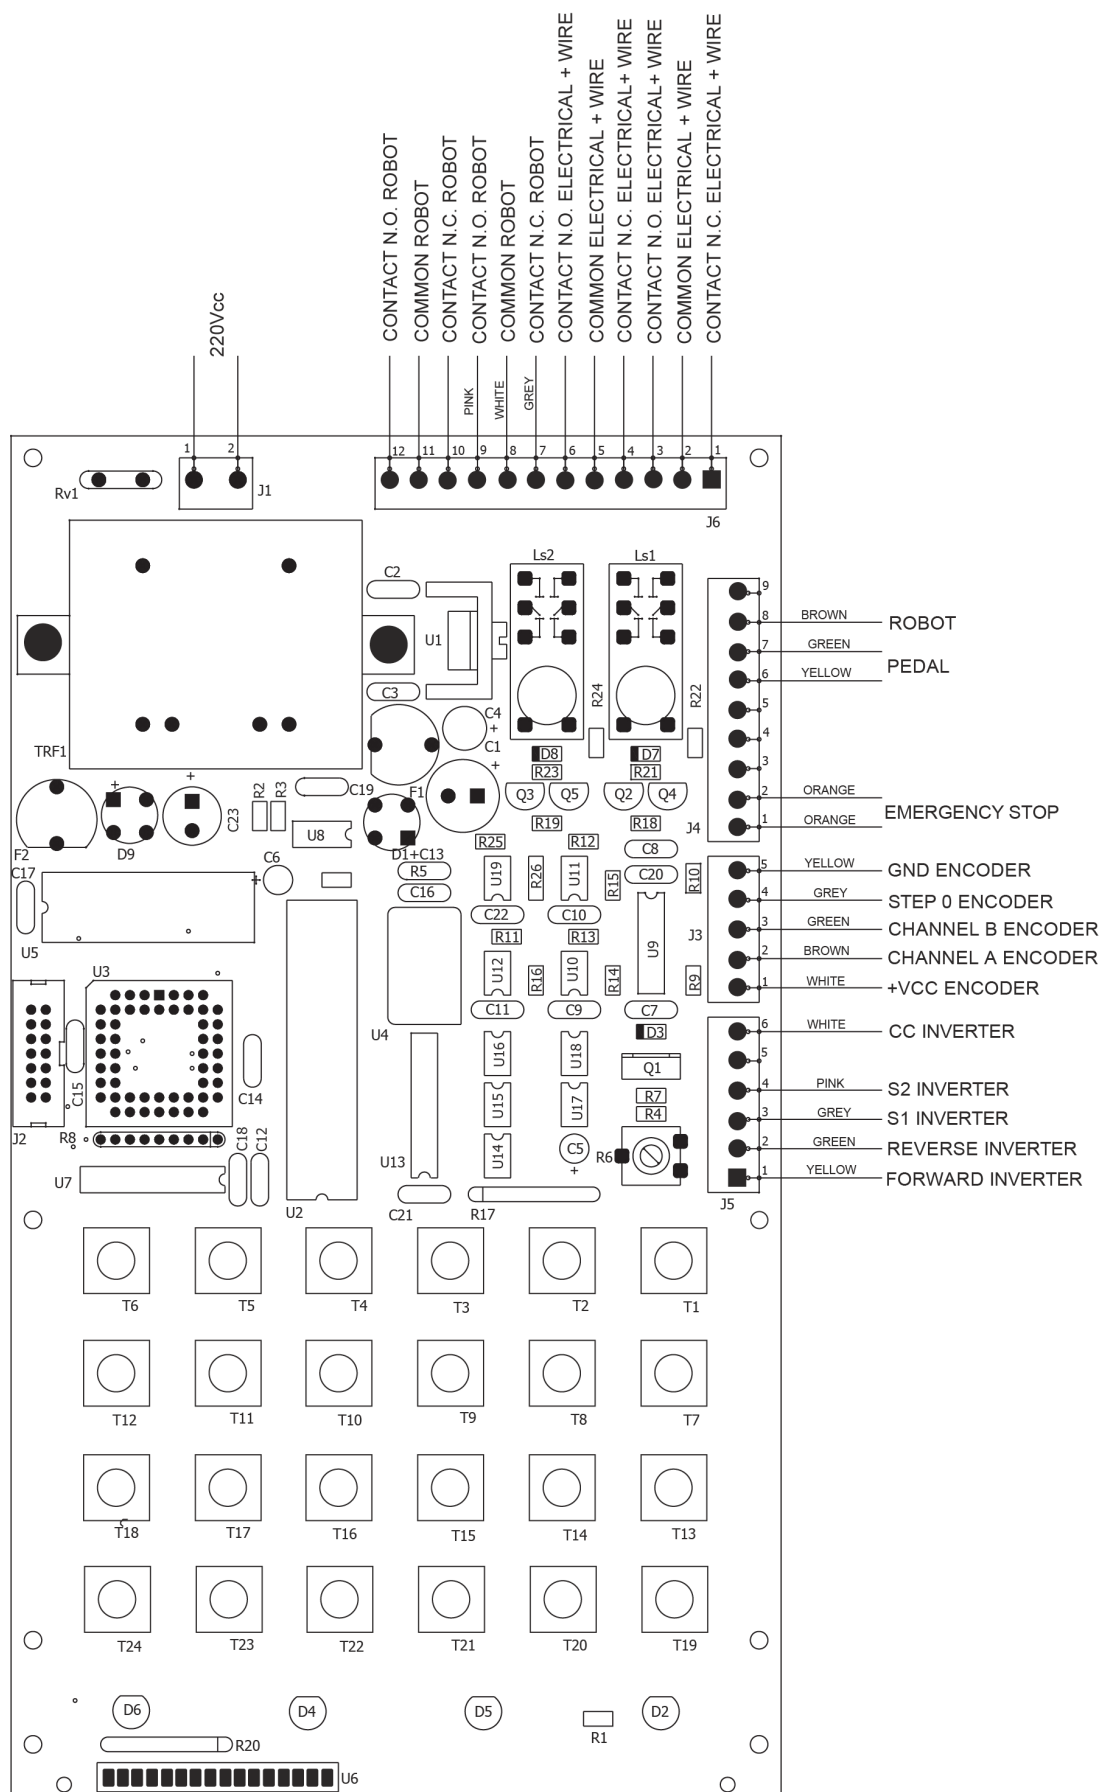 CONTACT N.O. ROBOT
COMMON ROBOT
CONTACT N.C. ROBOT
CONTACT N.O. ROBOT
COMMON ROBOT
CONTACT N.C. ROBOT
CONTACT N.O. ELECTRICAL + WIRE
COMMON ELECTRICAL + WIRE
CONTACT N.C. ELECTRICAL+ WIRE
CONTACT N.O. ELECTRICAL+ WIRE
COMMON ELECTRICAL + WIRE
CONTACT N.C. ELECTRICAL + WIRE
220Vcc
PINK
WHITE
GREY
1 2
12 11 10 9 8 7 6 5 4 3 2 1
Rv1
J1
J6
Ls2
Ls1
C2
U1
C3
R24
R22
C4
+
C1
+
TRF1
D8
D7
R23
R21
Q3
Q5
Q2
Q4
R19
R18
F1
C19
R2
R3
C23
+
+
F2
D9
U8
D1+C13
R25
R12
C8
J4
9
8 BROWN ROBOT
7 GREEN
PEDAL
6 YELLOW
5
4
3
2 ORANGE
EMERGENCY STOP
1 ORANGE
C17
C6
+
R5
C16
U19
R26
U11
R15
C20
R10
C22
C10
R11
R13
U9
J3
U5
5 YELLOW GND ENCODER
4 GREY STEP 0 ENCODER
3 GREEN CHANNEL B ENCODER
2 BROWN CHANNEL A ENCODER
1 WHITE +VCC ENCODER
U3
U12
R16
U10
R14
R9
C11
C9
C7
U4
D3
U16
U18
Q1
C15
C14
U15
U17
R7
R4
J2
R8
C18
C12
U13
U14
C5
+
R6
U7
U2
C21
R17
J5
6 WHITE CC INVERTER
5
4 PINK S2 INVERTER
3 GREY S1 INVERTER
2 GREEN REVERSE INVERTER
1 YELLOW FORWARD INVERTER
T6 T5 T4 T3 T2 T1
T12 T11 T10 T9 T8 T7
T18 T17 T16 T15 T14 T13
T24 T23 T22 T21 T20 T19
D6 D4 D5 D2
R1
R20
U6